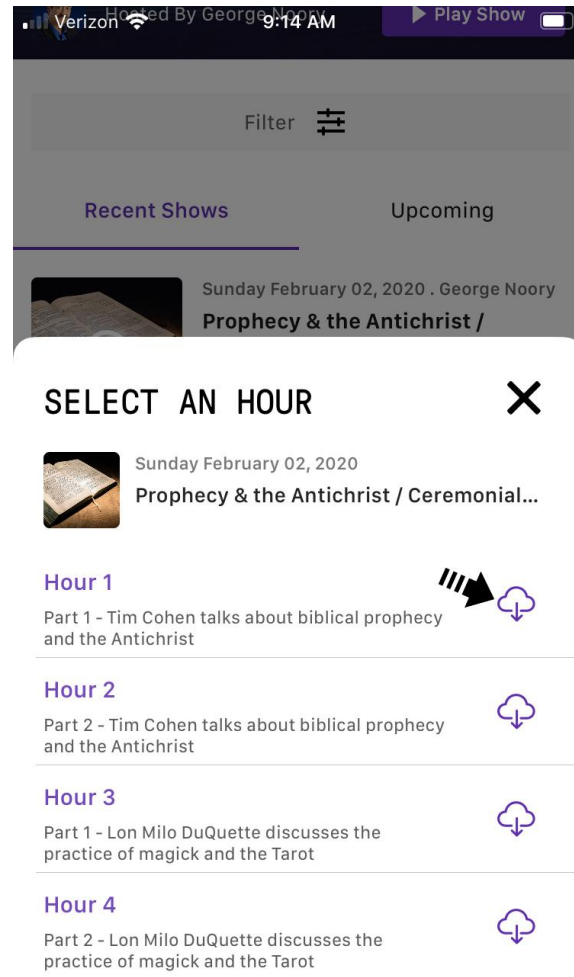 Hosted By George Noory
Play Show
Verizon
9:14 AM
Filter
Recent Shows
Upcoming
Sunday February 02, 2020 . George Noory
Prophecy & the Antichrist /
SELECT AN HOUR
Sunday February 02, 2020
Prophecy & the Antichrist / Ceremonial...
Hour 1
Part 1 - Tim Cohen talks about biblical prophecy
and the Antichrist
Hour 2
Part 2 - Tim Cohen talks about biblical prophecy
and the Antichrist
Hour 3
Part 1 - Lon Milo DuQuette discusses the
practice of magick and the Tarot
Hour 4
Part 2 - Lon Milo DuQuette discusses the
practice of magick and the Tarot